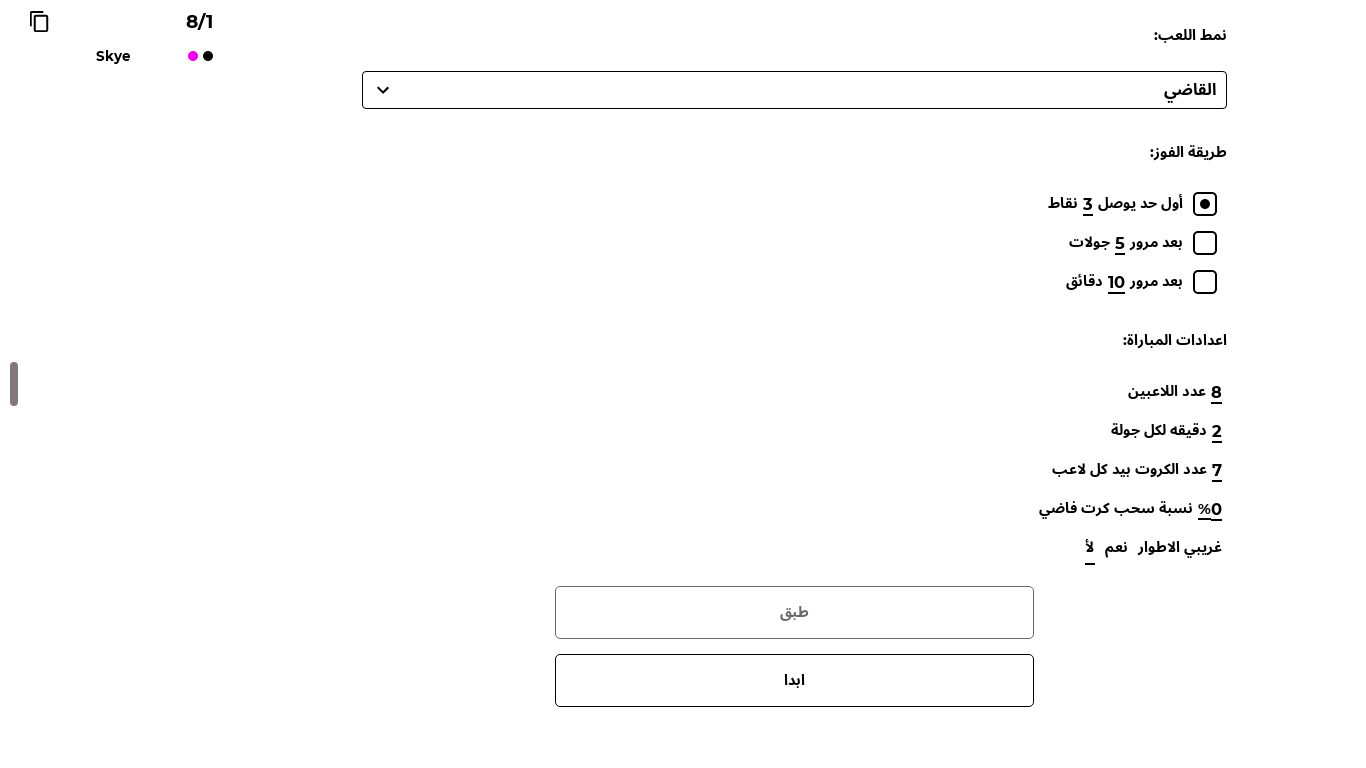 8/1
Skye
نمط اللعب:
القاضي
طريقة الفوز:
أول حد يوصل 3 نقاط
بعد مرور 5 جولات
بعد مرور 10 دقائق
اعدادات المباراة:
8 عدد اللاعبين
2 دقيقه لكل جولة
7 عدد الكروت بيد كل لاعب
0% نسبة سحب كرت فاضي
غريبي الاطوار نعم لأ
طبق
ابدا